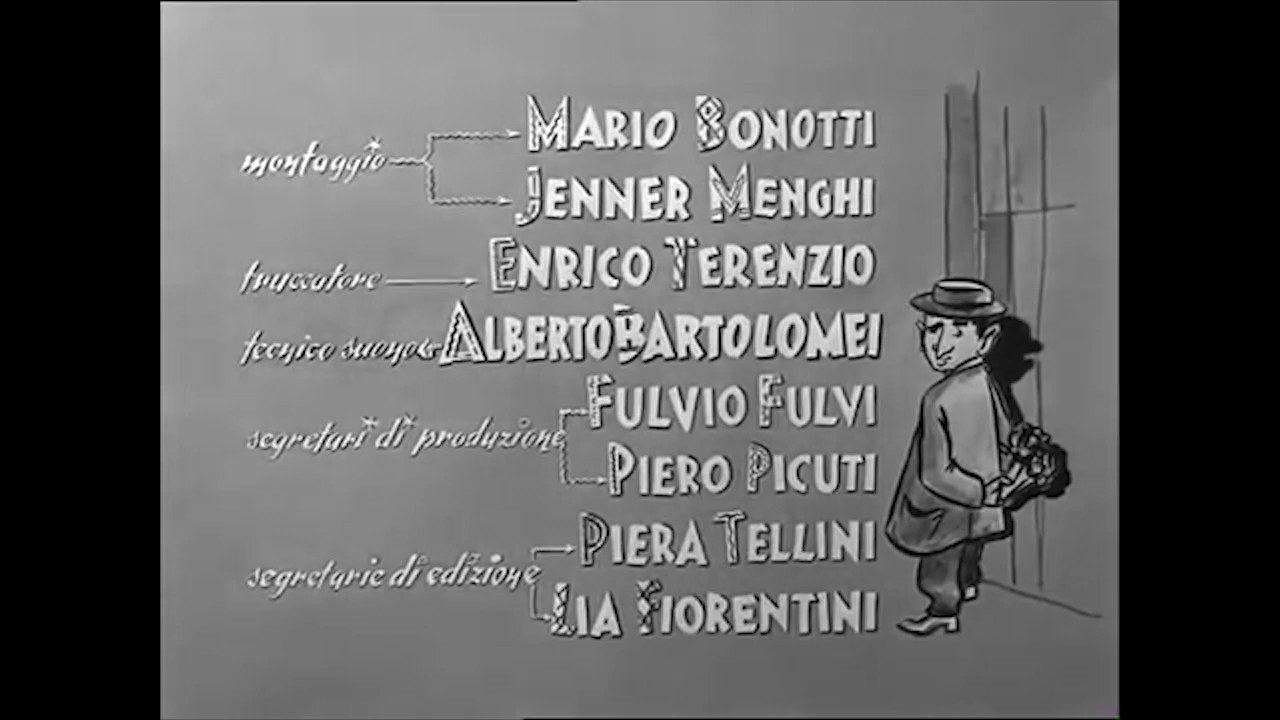 montaggio
MARIO BONOTTI
JENNER MENGHI
truccatore ENRICO TERENZIO
tecnico suono ALBERTO BARTOLOMEI
segretari di produzione
FULVIO FULVI
PIERO PICUTI
segretarie di edizione
PIERA TELLINI
LIA FIORENTINI